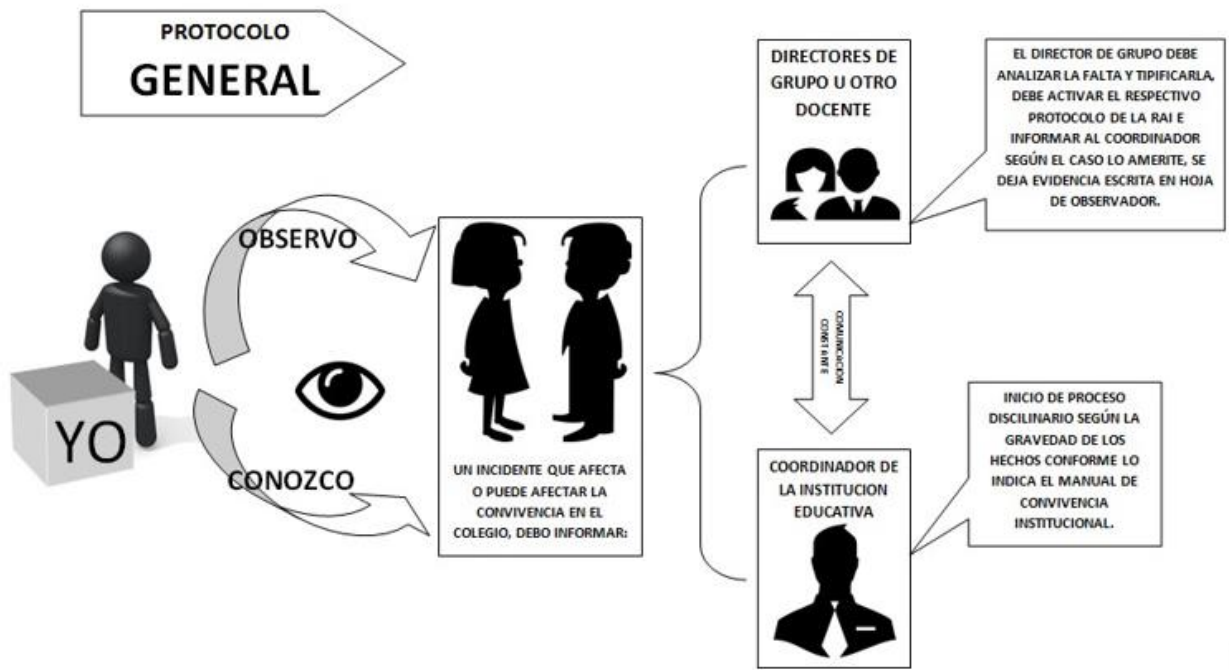 PROTOCOLO
GENERAL
YO
OBSERVO
CONOZCO
UN INCIDENTE QUE AFECTA
O PUEDE AFECTAR LA
CONVIVENCIA EN EL
COLEGIO, DEBO INFORMAR:
DIRECTORES DE
GRUPO U OTRO
DOCENTE
EL DIRECTOR DE GRUPO DEBE
ANALIZAR LA FALTA Y TIPIFICARLA,
DEBE ACTIVAR EL RESPECTIVO
PROTOCOLO DE LA RAI E
INFORMAR AL COORDINADOR
SEGÚN EL CASO LO AMERITE, SE
DEJA EVIDENCIA ESCRITA EN HOJA
DE OBSERVADOR.
COMUNICACION
CONSTANTE
COORDINADOR DE
LA INSTITUCION
EDUCATIVA
INICIO DE PROCESO
DISCILINARIO SEGÚN LA
GRAVEDAD DE LOS
HECHOS CONFORME LO
INDICA EL MANUAL DE
CONVIVENCIA
INSTITUCIONAL.